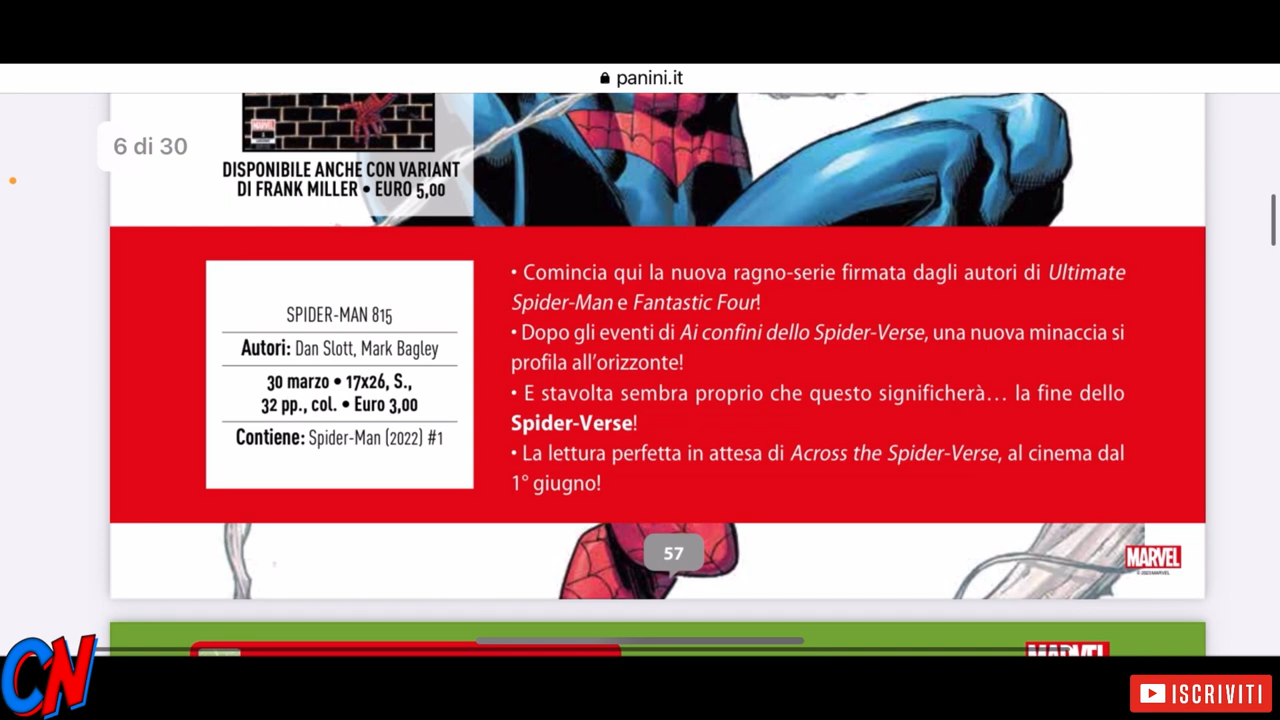 panini.it
6 di 30
MARVEL
DISPONIBILE ANCHE CON VARIANT
DI FRANK MILLER • EURO 5,00
SPIDER-MAN 815
Autori: Dan Slott, Mark Bagley
30 marzo • 17x26, S.,
32 pp., col. • Euro 3,00
Contiene: Spider-Man (2022) #1
• Comincia qui la nuova ragno-serie firmata dagli autori di Ultimate
Spider-Man e Fantastic Four!
• Dopo gli eventi di Ai confini dello Spider-Verse, una nuova minaccia si
profila all'orizzonte!
• E stavolta sembra proprio che questo significherà… la fine dello
Spider-Verse!
• La lettura perfetta in attesa di Across the Spider-Verse, al cinema dal
1° giugno!
57
MARVEL
MARVEL
CN
ISCRIVITI